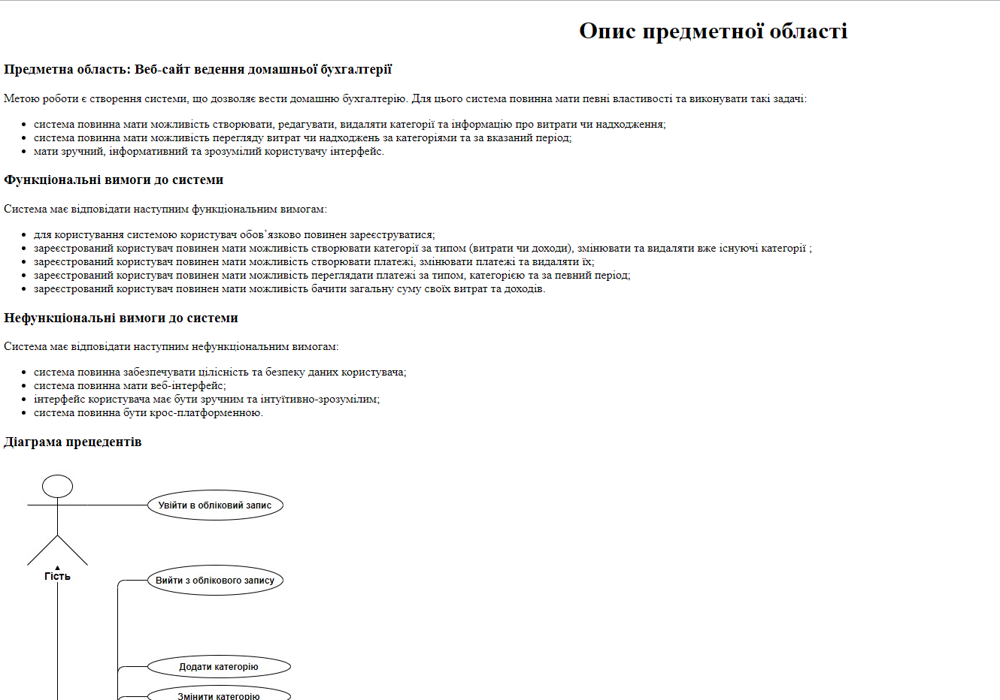 Опис предметної області
Предметна область: Веб-сайт ведення домашньої бухгалтерії
Метою роботи є створення системи, що дозволяє вести домашню бухгалтерію. Для цього система повинна мати певні властивості та виконувати такі задачі:
система повинна мати можливість створювати, редагувати, видаляти категорії та інформацію про витрати чи надходження;
система повинна мати можливість перегляду витрат чи надходжень за категоріями та за вказаний період;
мати зручний, інформативний та зрозумілий користувачу інтерфейс.
Функціональні вимоги до системи
Система має відповідати наступним функціональним вимогам:
для користування системою користувач обов’язково повинен зареєструватися;
зареєстрований користувач повинен мати можливість створювати категорії за типом (витрати чи доходи), змінювати та видаляти вже існуючі категорії ;
зареєстрований користувач повинен мати можливість створювати платежі, змінювати платежі та видаляти їх;
зареєстрований користувач повинен мати можливість переглядати платежі за типом, категорією та за певний період;
зареєстрований користувач повинен мати можливість бачити загальну суму своїх витрат та доходів.
Нефункціональні вимоги до системи
Система має відповідати наступним нефункціональним вимогам:
система повинна забезпечувати цілісність та безпеку даних користувача;
система повинна мати веб-інтерфейс;
інтерфейс користувача має бути зручним та інтуїтивно-зрозумілим;
система повинна бути крос-платформенною.
Діаграма прецедентів
Увійти в обліковий запис
Гість
Вийти з облікового запису
Додати категорію
Змінити категорію